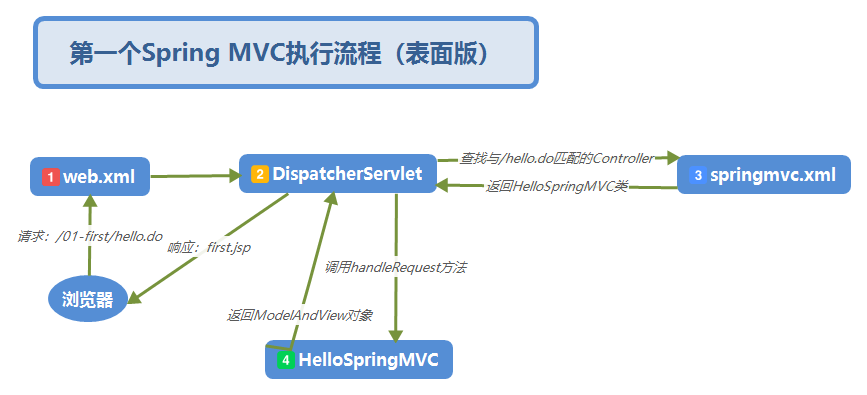 第一个Spring MVC执行流程（表面版）
1 web.xml
2 DispatcherServlet
查找与/hello.do匹配的Controller
返回HelloSpringMVC类
3 springmvc.xml
请求：/01-first/hello.do
响应：first.jsp
调用handleRequest方法
浏览器
返回ModelAndView对象
4 HelloSpringMVC